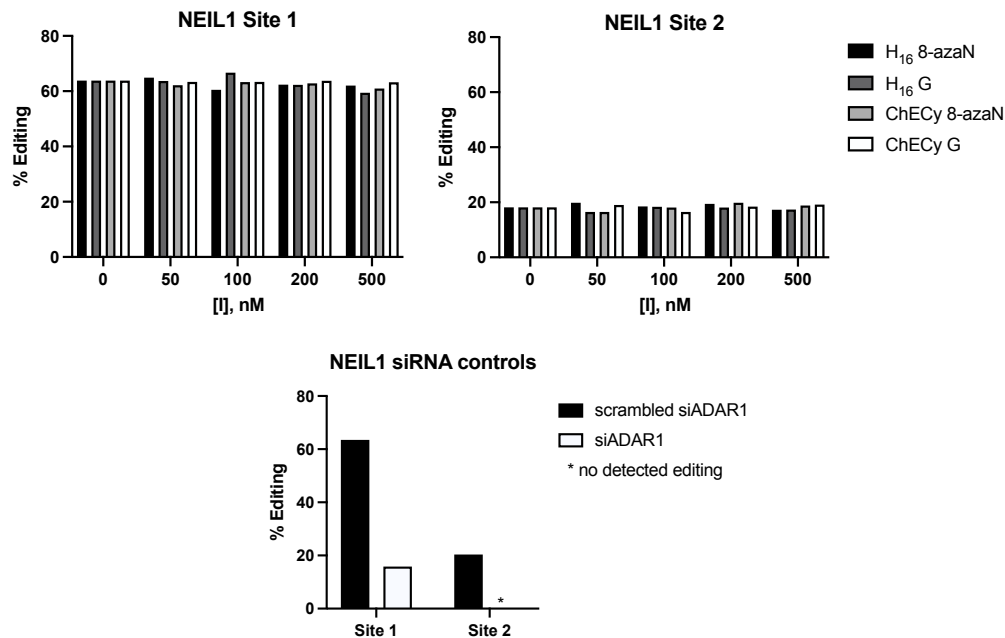 NEIL1 Site 1
% Editing
80
60
40
20
0
0 50 100 200 500
[I], nM
NEIL1 Site 2
% Editing
80
60
40
20
0
0 50 100 200 500
[I], nM
H₁₆ 8-azaN
H₁₆ G
ChECy 8-azaN
ChECy G
NEIL1 siRNA controls
% Editing
80
60
40
20
0
*
Site 1 Site 2
scrambled siADAR1
siADAR1
* no detected editing